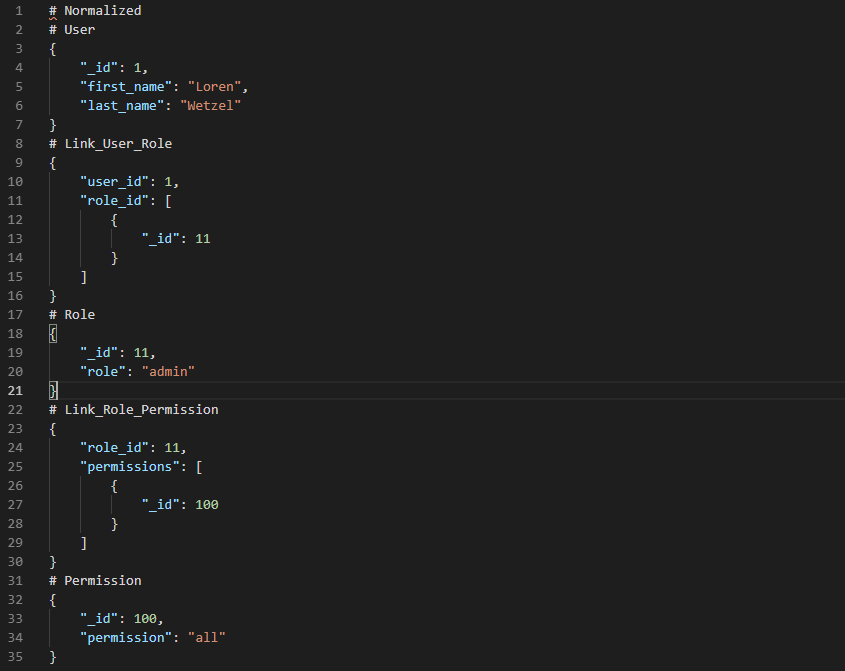 1 # Normalized
2 # User
3 {
4     "_id": 1,
5     "first_name": "Loren",
6     "last_name": "Wetzel"
7 }
8 # Link_User_Role
9 {
10     "user_id": 1,
11     "role_id": [
12         {
13             "_id": 11
14         }
15     ]
16 }
17 # Role
18 {
19     "_id": 11,
20     "role": "admin"
21 }
22 # Link_Role_Permission
23 {
24     "role_id": 11,
25     "permissions": [
26         {
27             "_id": 100
28         }
29     ]
30 }
31 # Permission
32 {
33     "_id": 100,
34     "permission": "all"
35 }